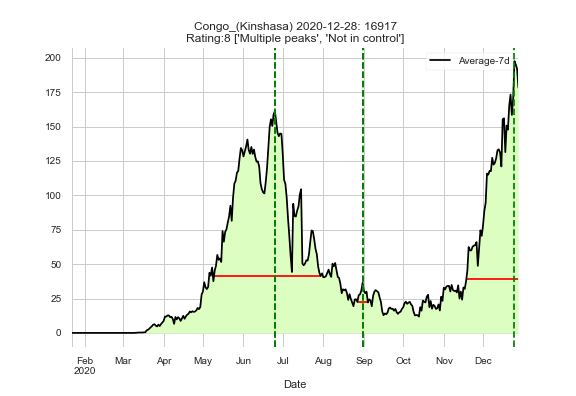 Congo_(Kinshasa) 2020-12-28: 16917
Rating:8 ['Multiple peaks', 'Not in control']
Average-7d
200
175
150
125
100
75
50
25
0
Feb Mar Apr May Jun Jul Aug Sep Oct Nov Dec
2020
Date